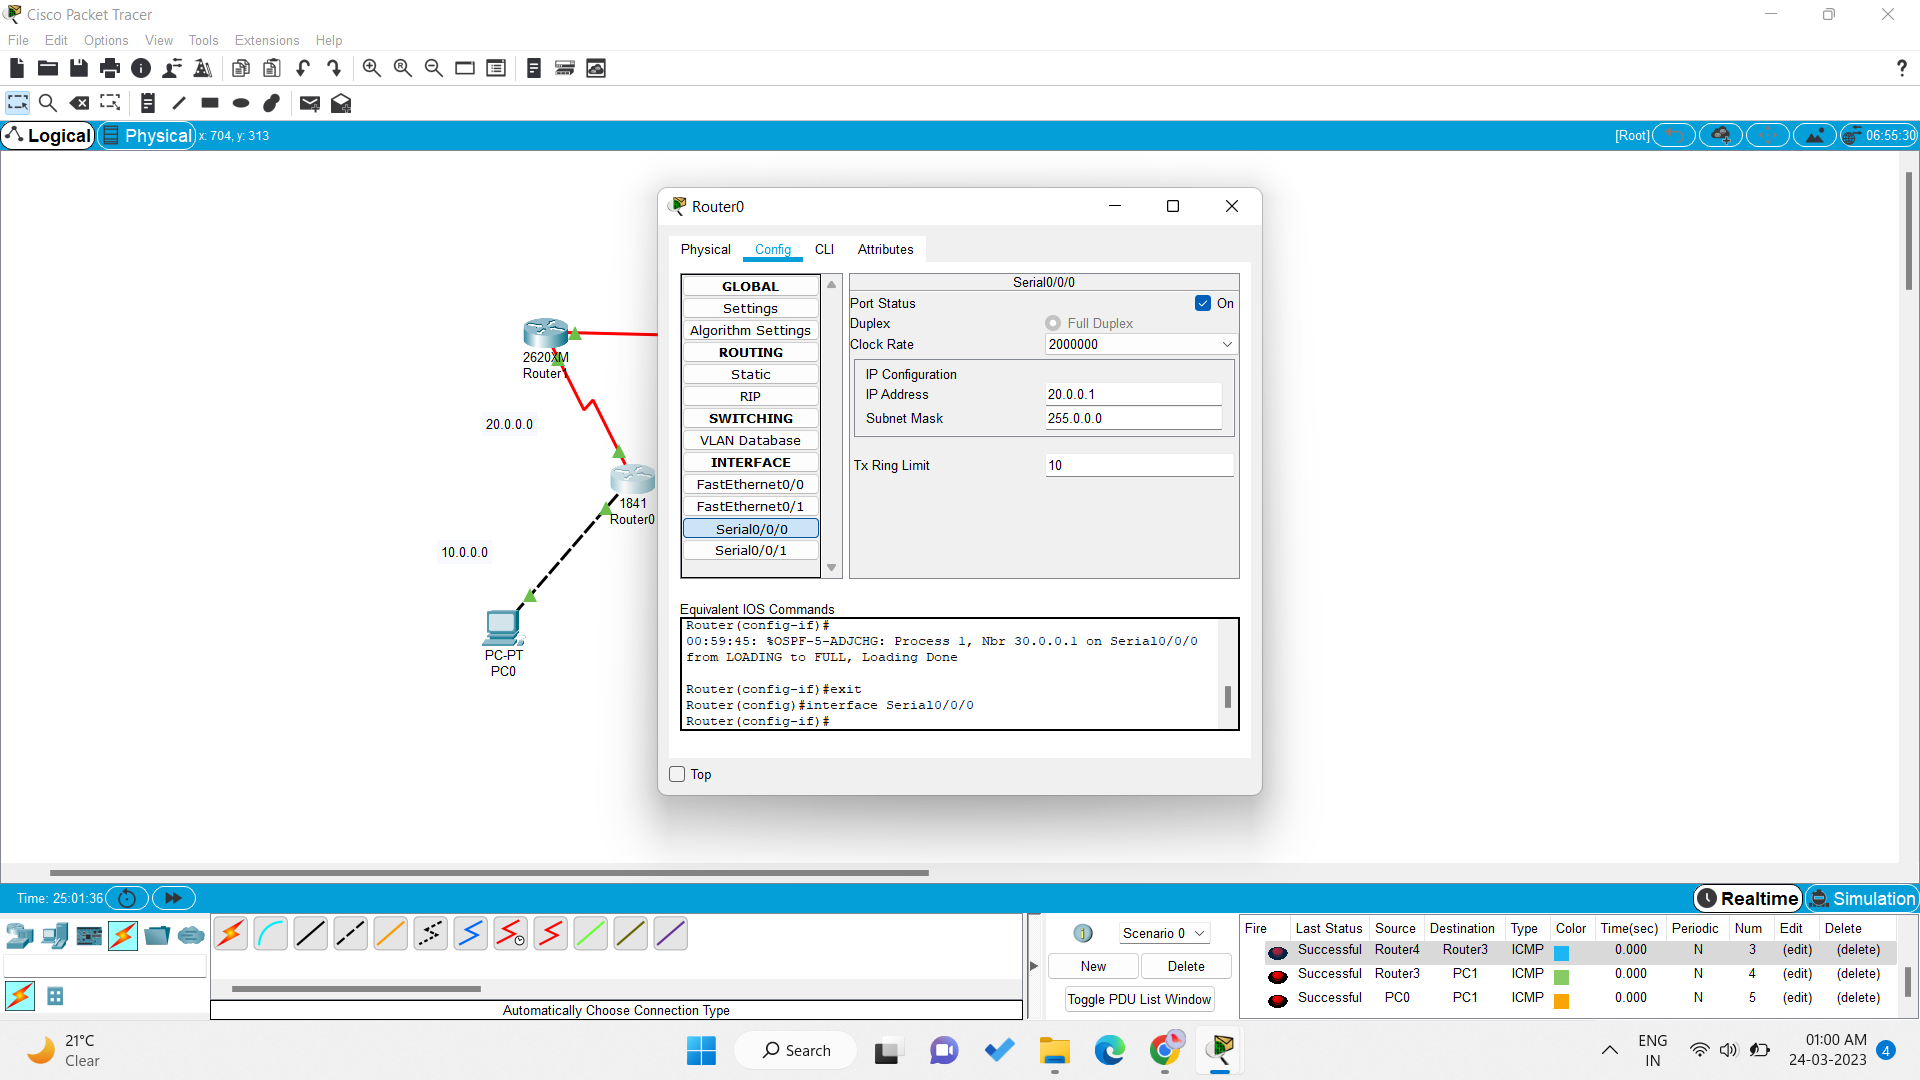 Cisco Packet Tracer
File Edit Options View Tools Extensions Help
?
Logical Physical x: 704, y: 313 [Root] 06:55:30
Router0
Physical Config CLI Attributes
GLOBAL
Settings
Algorithm Settings
ROUTING
Static
RIP
SWITCHING
VLAN Database
INTERFACE
FastEthernet0/0
FastEthernet0/1
Serial0/0/0
Serial0/0/1
Serial0/0/0
Port Status On
Duplex Full Duplex
Clock Rate 2000000
IP Configuration
IP Address 20.0.0.1
Subnet Mask 255.0.0.0
Tx Ring Limit 10
Equivalent IOS Commands
Router(config-if)#
00:59:45: %OSPF-5-ADJCHG: Process 1, Nbr 30.0.0.1 on Serial0/0/0
from LOADING to FULL, Loading Done
Router(config-if)#exit
Router(config)#interface Serial0/0/0
Router(config-if)#
Top
2620XM
Router1
20.0.0.0
1841
Router0
10.0.0.0
PC-PT
PC0
Time: 25:01:36 Realtime Simulation
Automatically Choose Connection Type
1 Scenario 0
New Delete
Toggle PDU List Window
Fire Last Status Source Destination Type Color Time(sec) Periodic Num Edit Delete
Successful Router4 Router3 ICMP 0.000 N 3 (edit) (delete)
Successful Router3 PC1 ICMP 0.000 N 4 (edit) (delete)
Successful PC0 PC1 ICMP 0.000 N 5 (edit) (delete)
21°C
Clear
Search
ENG
IN
01:00 AM
24-03-2023
4